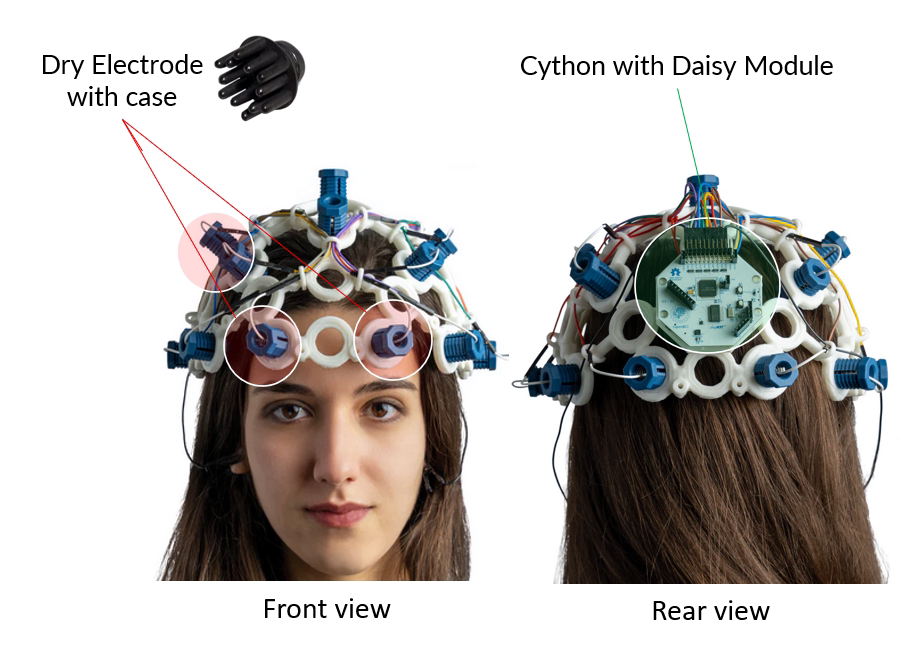 Dry Electrode
with case
Cython with Daisy Module
Front view
Rear view